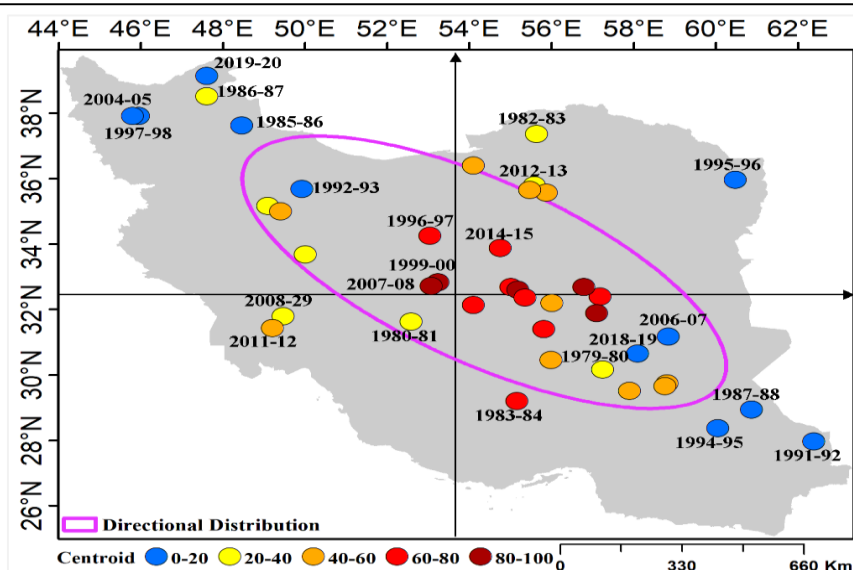 44°E 46°E 48°E 50°E 52°E 54°E 56°E 58°E 60°E 62°E
38°N
36°N
34°N
32°N
30°N
28°N
26°N
2019-20
1986-87
2004-05
1997-98
1985-86
1982-83
1992-93
2012-13
1995-96
1996-97
2014-15
1999-00
2007-08
2008-29
2011-12
1980-81
2006-07
2018-19
1979-80
1983-84
1987-88
1994-95
1991-92
Directional Distribution
Centroid 0-20 20-40 40-60 60-80 80-100
0 330 660 Km